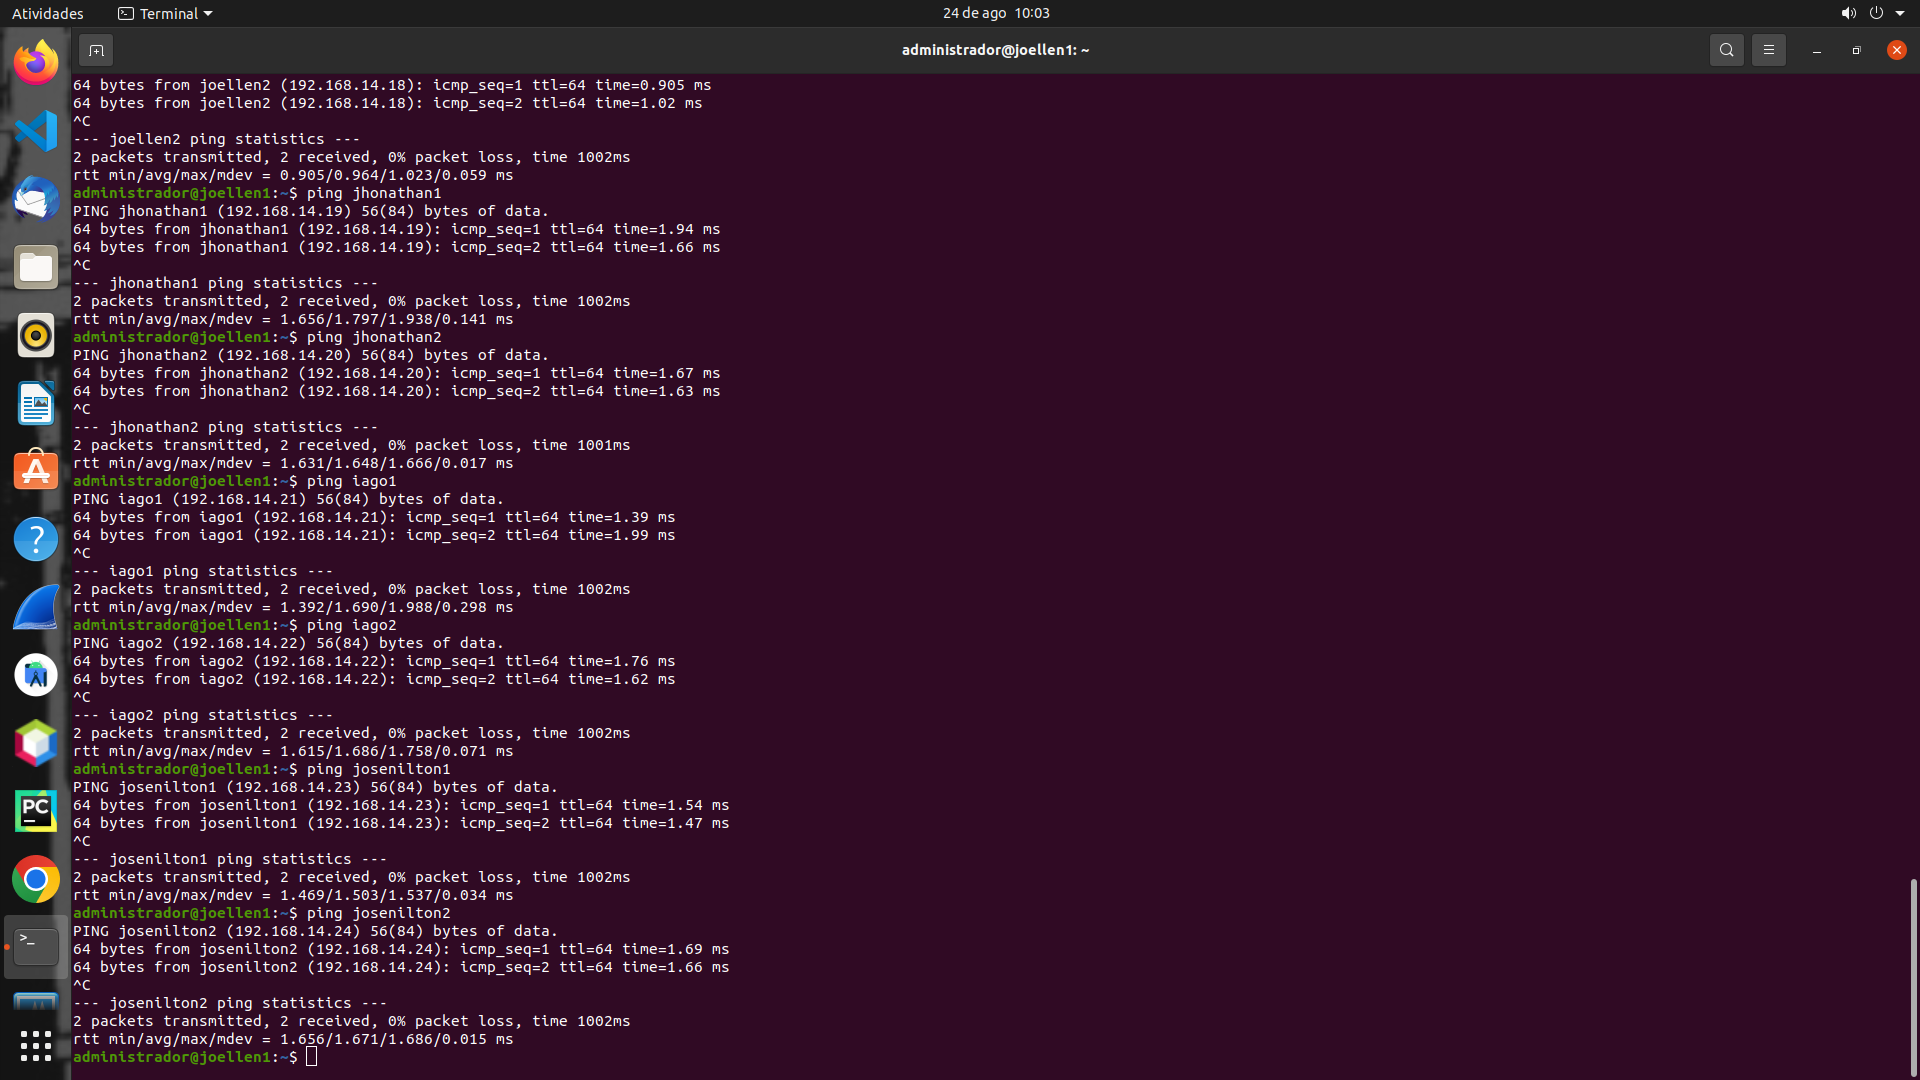 Atividades
Terminal
24 de ago 10:03
administrador@joellen1: ~
64 bytes from joellen2 (192.168.14.18): icmp_seq=1 ttl=64 time=0.905 ms
64 bytes from joellen2 (192.168.14.18): icmp_seq=2 ttl=64 time=1.02 ms
^C
--- joellen2 ping statistics ---
2 packets transmitted, 2 received, 0% packet loss, time 1002ms
rtt min/avg/max/mdev = 0.905/0.964/1.023/0.059 ms
administrador@joellen1:~$ ping jhonathan1
PING jhonathan1 (192.168.14.19) 56(84) bytes of data.
64 bytes from jhonathan1 (192.168.14.19): icmp_seq=1 ttl=64 time=1.94 ms
64 bytes from jhonathan1 (192.168.14.19): icmp_seq=2 ttl=64 time=1.66 ms
^C
--- jhonathan1 ping statistics ---
2 packets transmitted, 2 received, 0% packet loss, time 1002ms
rtt min/avg/max/mdev = 1.656/1.797/1.938/0.141 ms
administrador@joellen1:~$ ping jhonathan2
PING jhonathan2 (192.168.14.20) 56(84) bytes of data.
64 bytes from jhonathan2 (192.168.14.20): icmp_seq=1 ttl=64 time=1.67 ms
64 bytes from jhonathan2 (192.168.14.20): icmp_seq=2 ttl=64 time=1.63 ms
^C
--- jhonathan2 ping statistics ---
2 packets transmitted, 2 received, 0% packet loss, time 1001ms
rtt min/avg/max/mdev = 1.631/1.648/1.666/0.017 ms
administrador@joellen1:~$ ping iago1
PING iago1 (192.168.14.21) 56(84) bytes of data.
64 bytes from iago1 (192.168.14.21): icmp_seq=1 ttl=64 time=1.39 ms
64 bytes from iago1 (192.168.14.21): icmp_seq=2 ttl=64 time=1.99 ms
^C
--- iago1 ping statistics ---
2 packets transmitted, 2 received, 0% packet loss, time 1002ms
rtt min/avg/max/mdev = 1.392/1.690/1.988/0.298 ms
administrador@joellen1:~$ ping iago2
PING iago2 (192.168.14.22) 56(84) bytes of data.
64 bytes from iago2 (192.168.14.22): icmp_seq=1 ttl=64 time=1.76 ms
64 bytes from iago2 (192.168.14.22): icmp_seq=2 ttl=64 time=1.62 ms
^C
--- iago2 ping statistics ---
2 packets transmitted, 2 received, 0% packet loss, time 1002ms
rtt min/avg/max/mdev = 1.615/1.686/1.758/0.071 ms
administrador@joellen1:~$ ping josenilton1
PING josenilton1 (192.168.14.23) 56(84) bytes of data.
64 bytes from josenilton1 (192.168.14.23): icmp_seq=1 ttl=64 time=1.54 ms
64 bytes from josenilton1 (192.168.14.23): icmp_seq=2 ttl=64 time=1.47 ms
^C
--- josenilton1 ping statistics ---
2 packets transmitted, 2 received, 0% packet loss, time 1002ms
rtt min/avg/max/mdev = 1.469/1.503/1.537/0.034 ms
administrador@joellen1:~$ ping josenilton2
PING josenilton2 (192.168.14.24) 56(84) bytes of data.
64 bytes from josenilton2 (192.168.14.24): icmp_seq=1 ttl=64 time=1.69 ms
64 bytes from josenilton2 (192.168.14.24): icmp_seq=2 ttl=64 time=1.66 ms
^C
--- josenilton2 ping statistics ---
2 packets transmitted, 2 received, 0% packet loss, time 1002ms
rtt min/avg/max/mdev = 1.656/1.671/1.686/0.015 ms
administrador@joellen1:~$
?
PC
>_